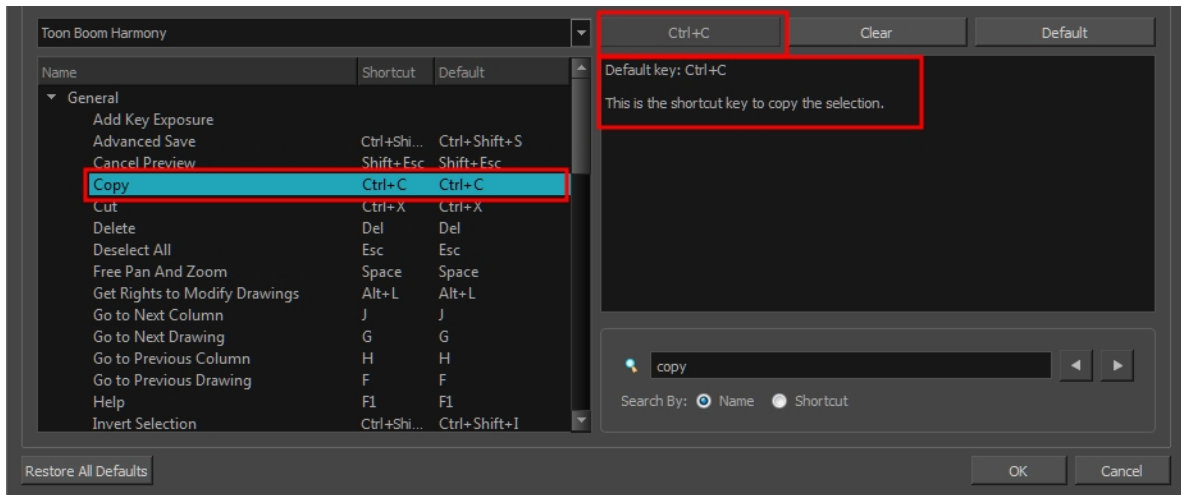 Toon Boom Harmony Ctrl+C Clear Default
Name Shortcut Default
General
Add Key Exposure
Advanced Save Ctrl+Shi... Ctrl+Shift+S
Cancel Preview Shift+Esc Shift+Esc
Copy Ctrl+C Ctrl+C
Cut Ctrl+X Ctrl+X
Delete Del Del
Deselect All Esc Esc
Free Pan And Zoom Space Space
Get Rights to Modify Drawings Alt+L Alt+L
Go to Next Column J J
Go to Next Drawing G G
Go to Previous Column H H
Go to Previous Drawing F F
Help F1 F1
Invert Selection Ctrl+Shi... Ctrl+Shift+I
Default key: Ctrl+C
This is the shortcut key to copy the selection.
copy
Search By: Name Shortcut
Restore All Defaults OK Cancel